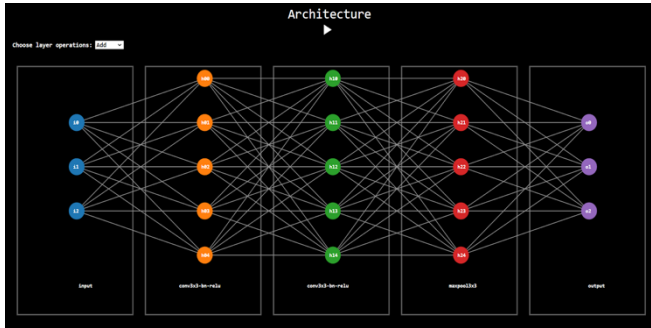 Architecture
Choose layer operations: Add
h00 h10 h20
i0 h01 h11 h21 o0
i1 h02 h12 h22 o1
i2 h03 h13 h23 o2
h04 h14 h24
input conv3x3-bn-relu conv3x3-bn-relu maxpool3x3 output